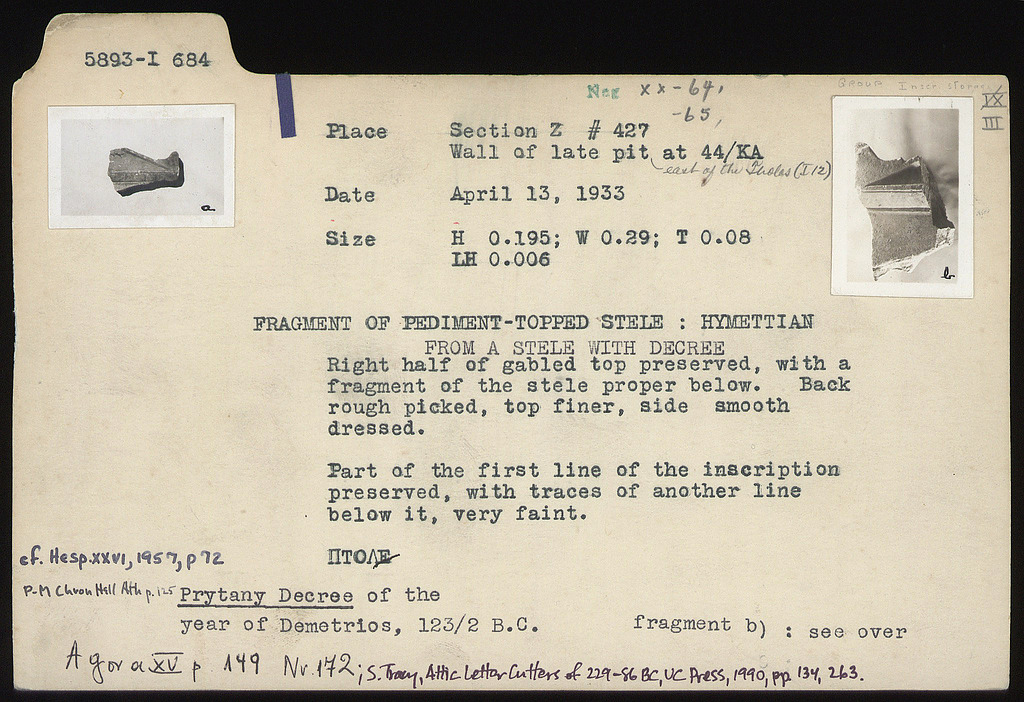 5893-I 684
Neg XX-64,
-65,
GROUP Inscr
IX
III
Place Section Z # 427
Wall of late pit at 44/KA
east of the Tholos (I 12)
Date April 13, 1933
Size H 0.195; W 0.29; T 0.08
LH 0.006
a
b
FRAGMENT OF PEDIMENT-TOPPED STELE : HYMETTIAN
FROM A STELE WITH DECREE
Right half of gabled top preserved, with a
fragment of the stele proper below. Back
rough picked, top finer, side smooth
dressed.
Part of the first line of the inscription
preserved, with traces of another line
below it, very faint.
ΠΤΟΛΕ
cf. Hesp. XXVI, 1957, p 72
P-M Chron Hell Ath p. 125
Prytany Decree of the
year of Demetrios, 123/2 B.C.
fragment b) : see over
Agora XV p. 149 Nr. 172; S. Tracy, Attic Letter Cutters of 229-86 BC, UC Press, 1990, pp. 134, 263.